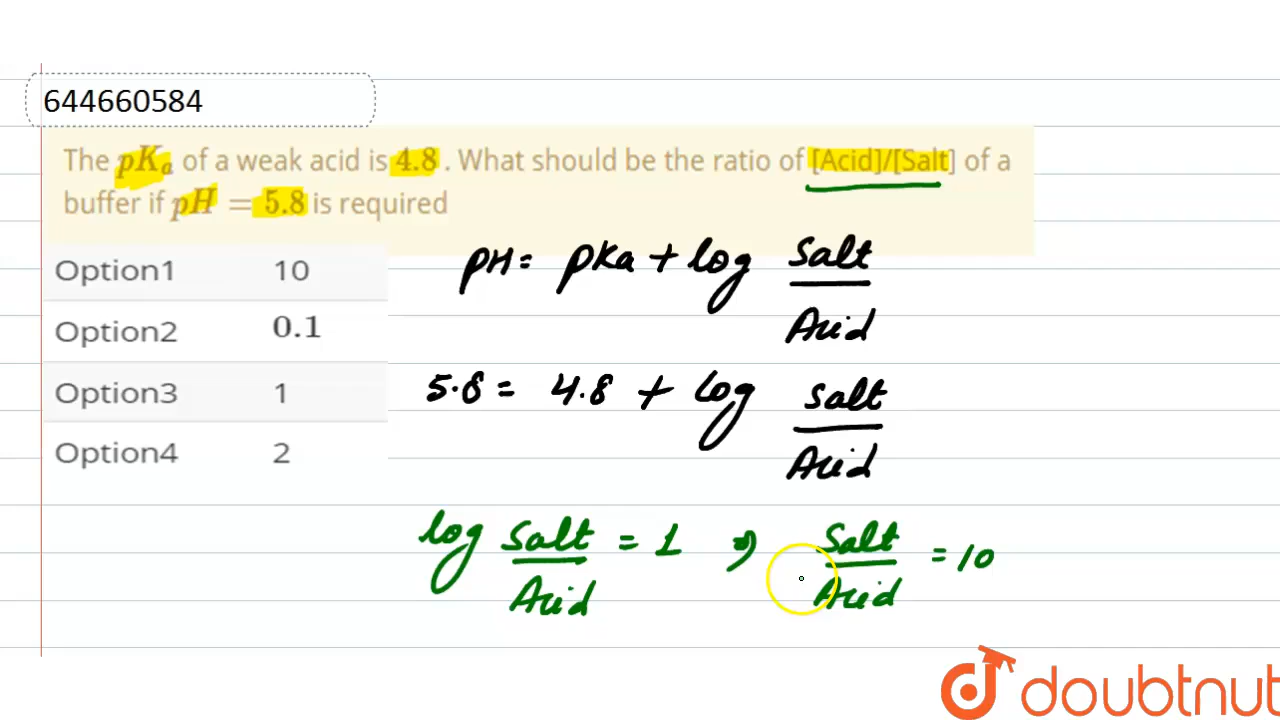 644660584
The pKa of a weak acid is 4.8 . What should be the ratio of [Acid]/[Salt] of a
buffer if pH = 5.8 is required
Option1 10
Option2 0.1
Option3 1
Option4 2
pH = pKa + log Salt
Acid
5.8 = 4.8 + log Salt
Acid
log Salt = 1 ⇒ Salt = 10
Acid Acid
doubtnut